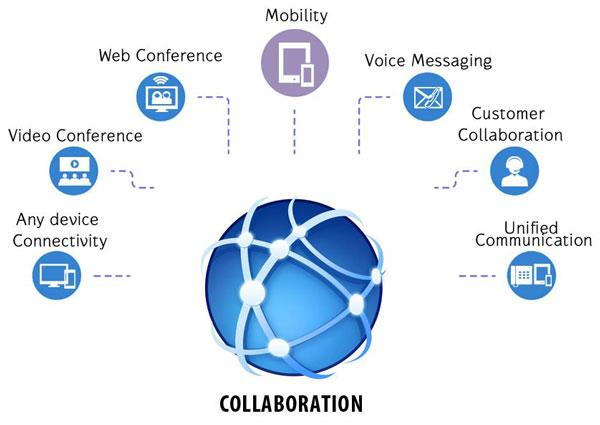 Mobility
Web Conference
Voice Messaging
Video Conference
Customer
Collaboration
Any device
Connectivity
Unified
Communication
COLLABORATION